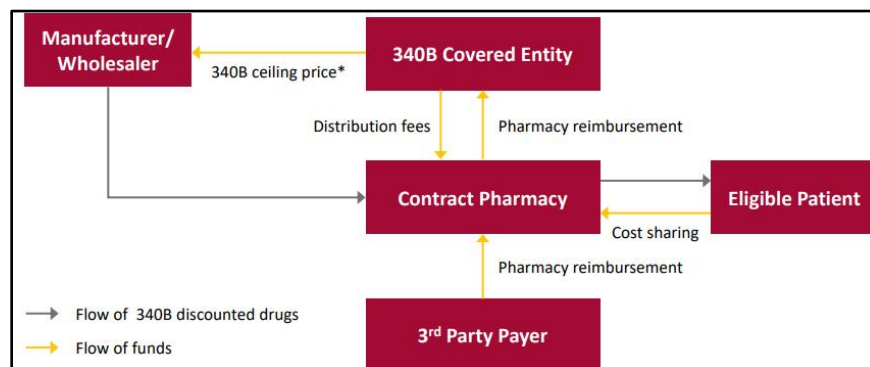 Manufacturer/
Wholesaler
340B ceiling price*
340B Covered Entity
Distribution fees
Pharmacy reimbursement
Contract Pharmacy
Eligible Patient
Cost sharing
Pharmacy reimbursement
3rd Party Payer
Flow of 340B discounted drugs
Flow of funds